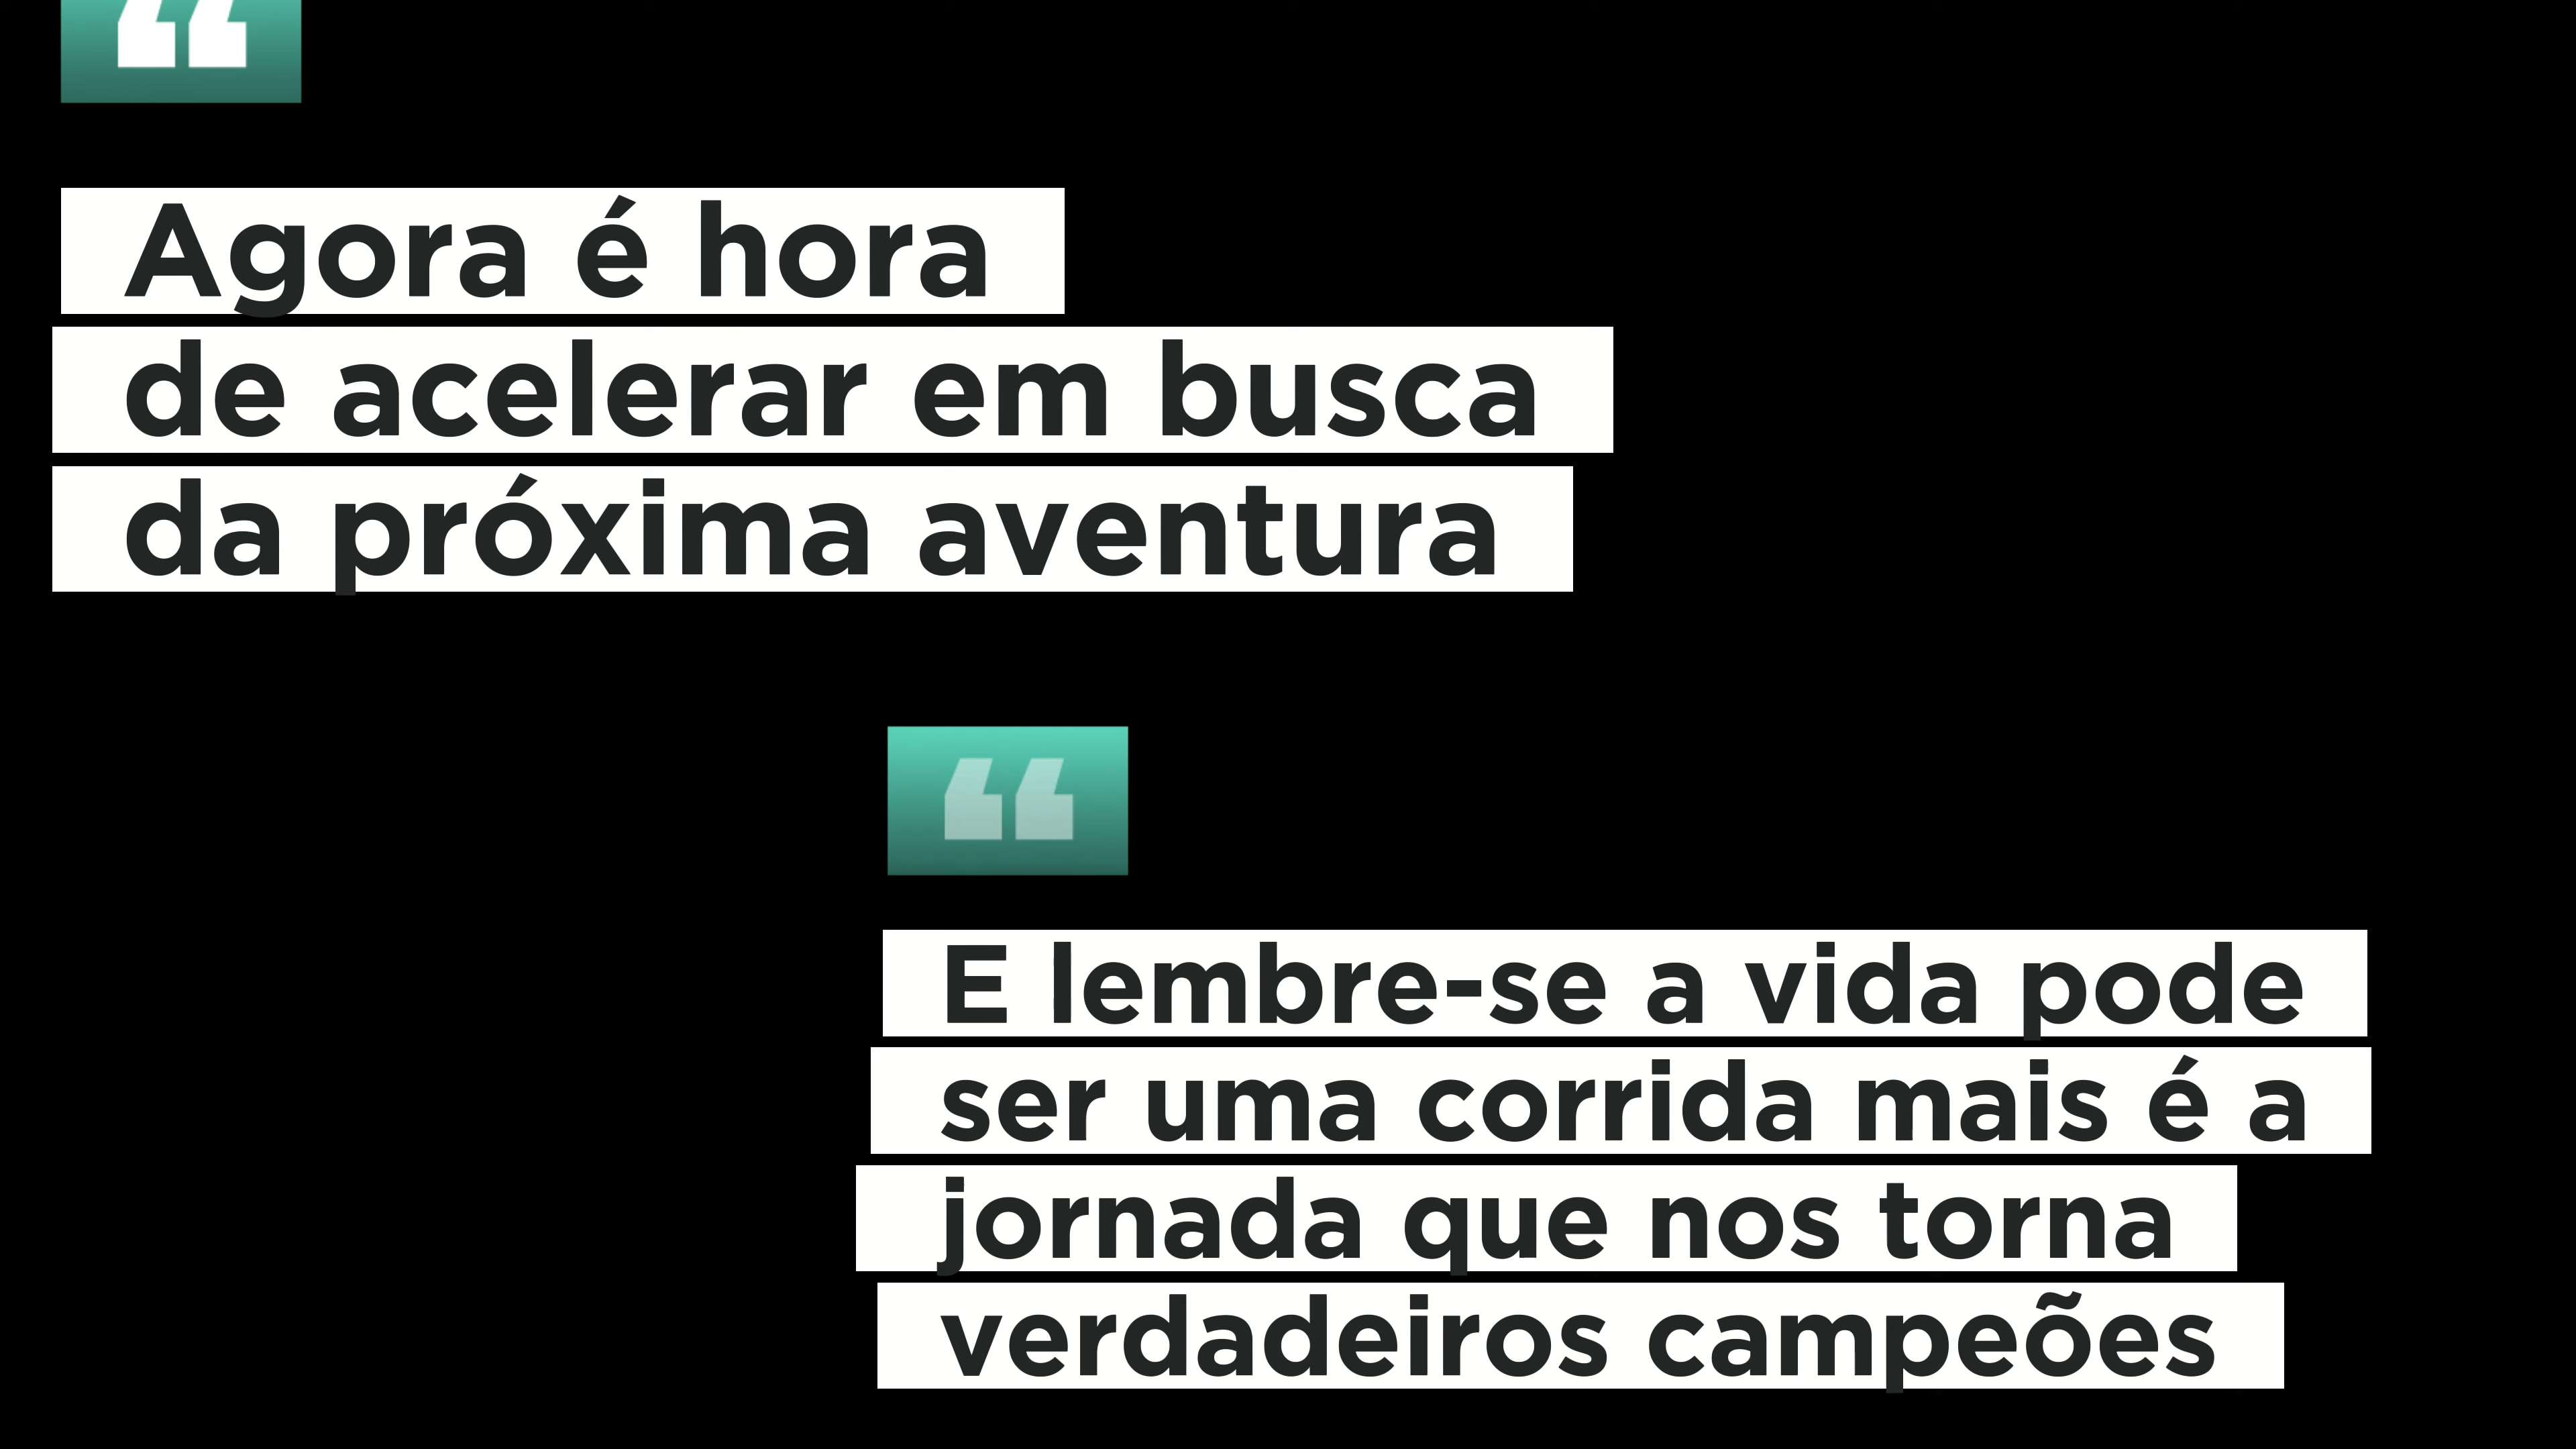 “
Agora é hora
de acelerar em busca
da próxima aventura
“
E lembre-se a vida pode
ser uma corrida mais é a
jornada que nos torna
verdadeiros campeões